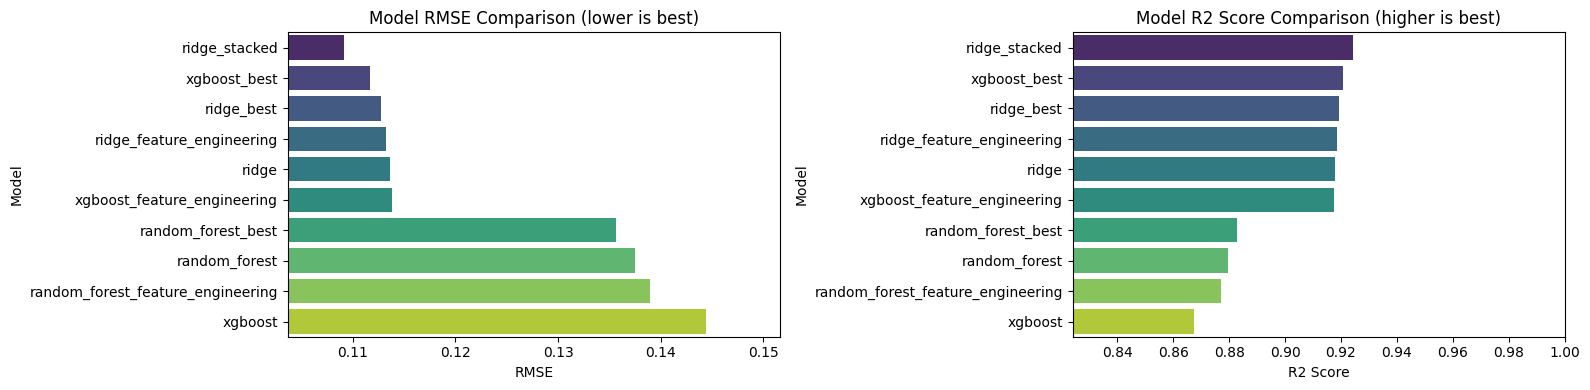 Model RMSE Comparison (lower is best)
Model
ridge_stacked
xgboost_best
ridge_best
ridge_feature_engineering
ridge
xgboost_feature_engineering
random_forest_best
random_forest
random_forest_feature_engineering
xgboost
0.11 0.12 0.13 0.14 0.15
RMSE
Model R2 Score Comparison (higher is best)
Model
ridge_stacked
xgboost_best
ridge_best
ridge_feature_engineering
ridge
xgboost_feature_engineering
random_forest_best
random_forest
random_forest_feature_engineering
xgboost
0.84 0.86 0.88 0.90 0.92 0.94 0.96 0.98 1.00
R2 Score